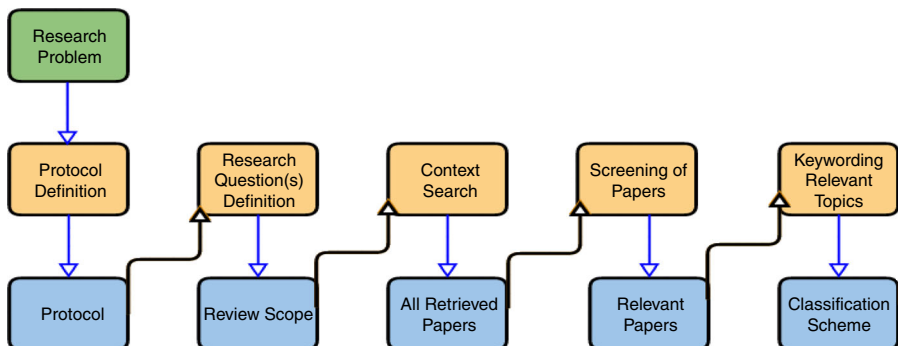 Research
Problem
Protocol
Definition
Research
Question(s)
Definition
Context
Search
Screening of
Papers
Keywording
Relevant
Topics
Protocol
Review Scope
All Retrieved
Papers
Relevant
Papers
Classification
Scheme